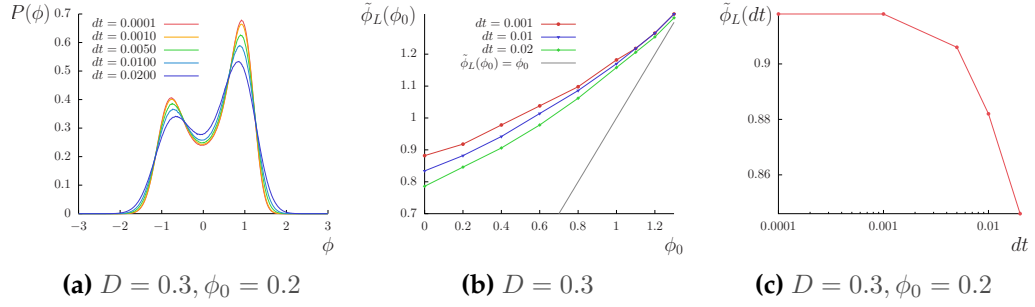 P(ϕ)
0.7
0.6
0.5
0.4
0.3
0.2
0.1
0
−3 −2 −1 0 1 2 3
ϕ
dt = 0.0001
dt = 0.0010
dt = 0.0050
dt = 0.0100
dt = 0.0200
(a) D = 0.3, ϕ₀ = 0.2
ϕ̃_L(ϕ₀)
1.2
1.1
1
0.9
0.8
0.7
0 0.2 0.4 0.6 0.8 1 1.2
ϕ₀
dt = 0.001
dt = 0.01
dt = 0.02
ϕ̃_L(ϕ₀) = ϕ₀
(b) D = 0.3
ϕ̃_L(dt)
0.9
0.88
0.86
0.0001 0.001 0.01
dt
(c) D = 0.3, ϕ₀ = 0.2